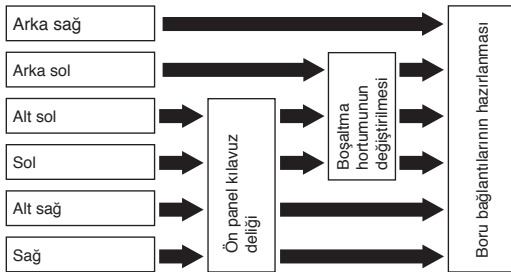 Arka sağ
Arka sol
Alt sol
Sol
Alt sağ
Sağ
Ön panel kılavuz
deliği
Boşaltma
hortumunun
değiştirilmesi
Boru bağlantılarının hazırlanması